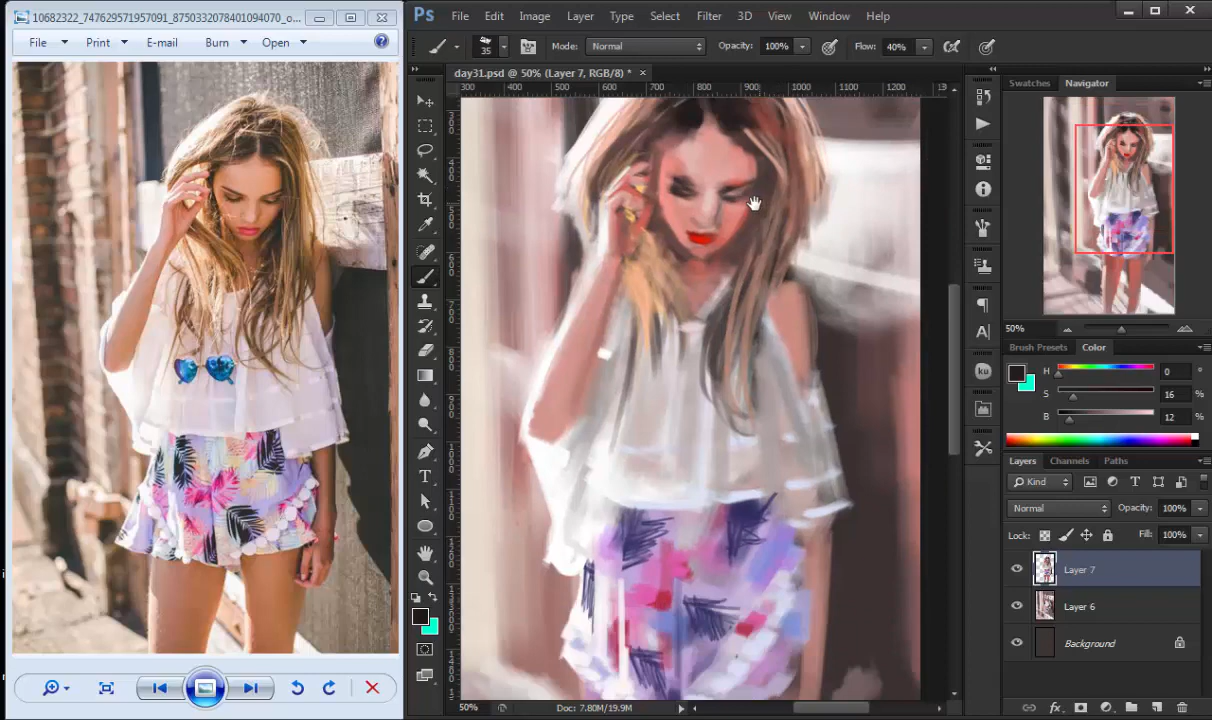 10682322_747629571957091_8750332078401094070_o...
File Print E-mail Burn Open
Ps File Edit Image Layer Type Select Filter 3D View Window Help
35 Mode: Normal Opacity: 100% Flow: 40%
day31.psd @ 50% (Layer 7, RGB/8) * ×
300 400 500 600 700 800 900 1000 1100 1200
Swatches Navigator
50%
Brush Presets Color
H 0 °
S 16 %
B 12 %
Layers Channels Paths
Kind
Normal Opacity: 100%
Lock: Fill: 100%
Layer 7
Layer 6
Background
50% Doc: 7.80M/19.9M